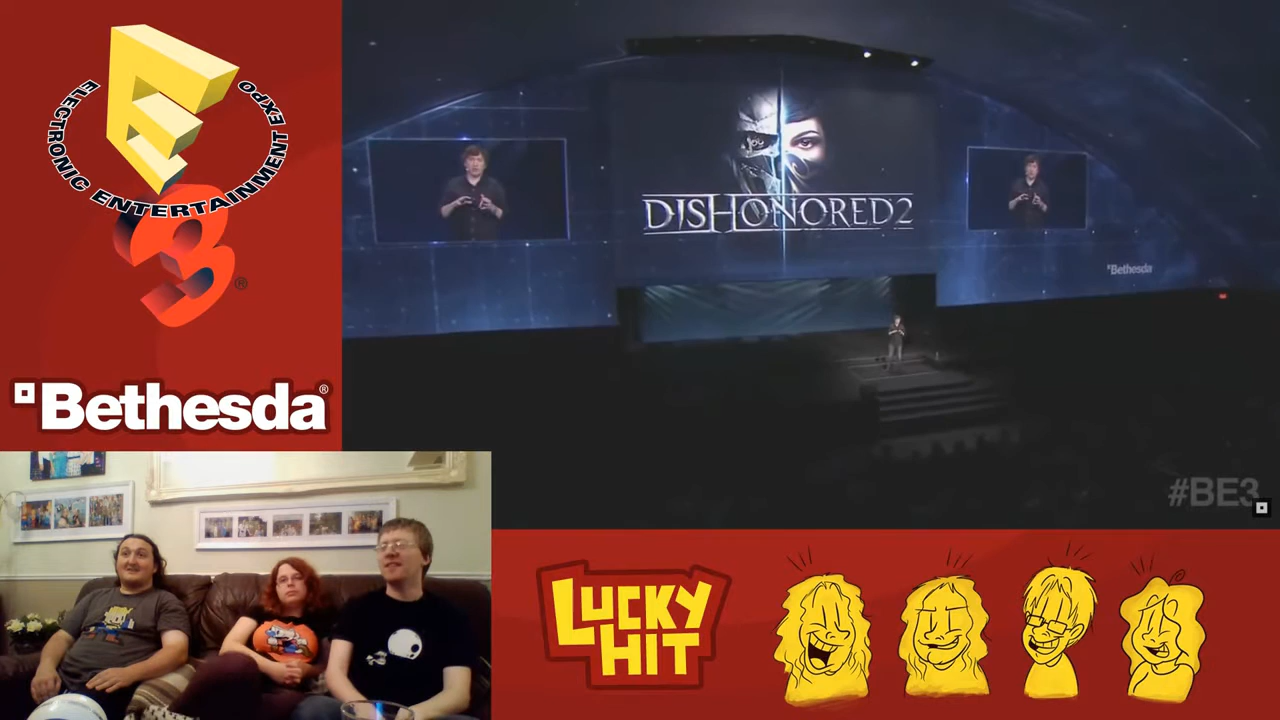 ELECTRONIC ENTERTAINMENT EXPO
E3®
Bethesda®
DISHONORED2
Bethesda
#BE3
LUCKY
HIT